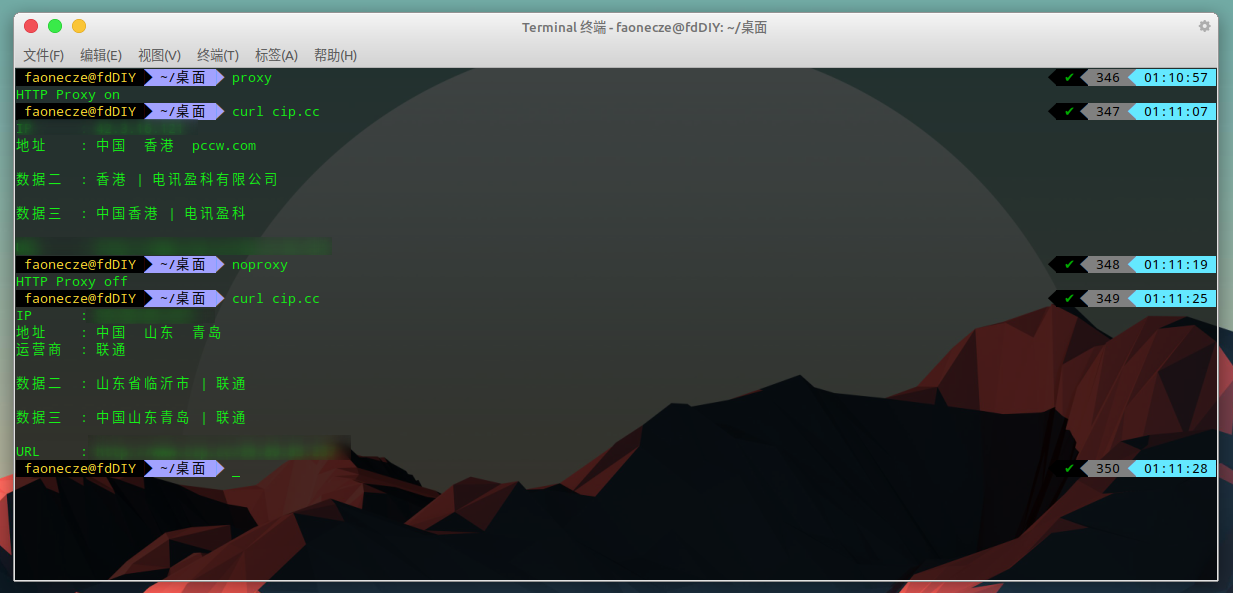 Terminal 终端 - faonecze@fdDIY: ~/桌面
文件(F) 编辑(E) 视图(V) 终端(T) 标签(A) 帮助(H)
faonecze@fdDIY ~/桌面 proxy ✔ 346 01:10:57
HTTP Proxy on
faonecze@fdDIY ~/桌面 curl cip.cc ✔ 347 01:11:07
地址 : 中国 香港 pccw.com
数据二 : 香港 | 电讯盈科有限公司
数据三 : 中国香港 | 电讯盈科
faonecze@fdDIY ~/桌面 noproxy ✔ 348 01:11:19
HTTP Proxy off
faonecze@fdDIY ~/桌面 curl cip.cc ✔ 349 01:11:25
IP :
地址 : 中国 山东 青岛
运营商 : 联通
数据二 : 山东省临沂市 | 联通
数据三 : 中国山东青岛 | 联通
URL :
faonecze@fdDIY ~/桌面 _ ✔ 350 01:11:28